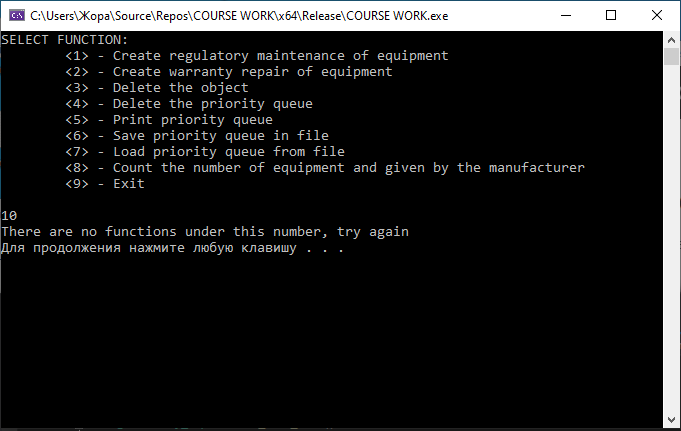 C:\Users\Жора\Source\Repos\COURSE WORK\x64\Release\COURSE WORK.exe
SELECT FUNCTION:
<1> - Create regulatory maintenance of equipment
<2> - Create warranty repair of equipment
<3> - Delete the object
<4> - Delete the priority queue
<5> - Print priority queue
<6> - Save priority queue in file
<7> - Load priority queue from file
<8> - Count the number of equipment and given by the manufacturer
<9> - Exit
10
There are no functions under this number, try again
Для продолжения нажмите любую клавишу . . .